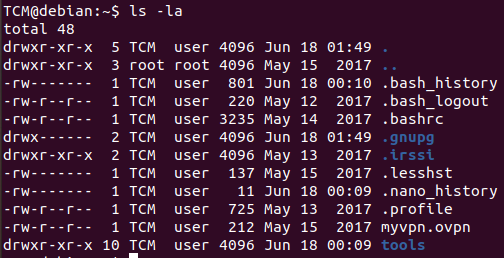 TCM@debian:~$ ls -la
total 48
drwxr-xr-x  5 TCM  user 4096 Jun 18 01:49 .
drwxr-xr-x  3 root root 4096 May 15  2017 ..
-rw-------  1 TCM  user  801 Jun 18 00:10 .bash_history
-rw-r--r--  1 TCM  user  220 May 12  2017 .bash_logout
-rw-r--r--  1 TCM  user 3235 May 14  2017 .bashrc
drwx------  2 TCM  user 4096 Jun 18 01:49 .gnupg
drwxr-xr-x  2 TCM  user 4096 May 13  2017 .irssi
-rw-------  1 TCM  user  137 May 15  2017 .lesshst
-rw-------  1 TCM  user   11 Jun 18 00:09 .nano_history
-rw-r--r--  1 TCM  user  725 May 13  2017 .profile
-rw-r--r--  1 TCM  user  212 May 15  2017 myvpn.ovpn
drwxr-xr-x 10 TCM  user 4096 Jun 18 00:09 tools